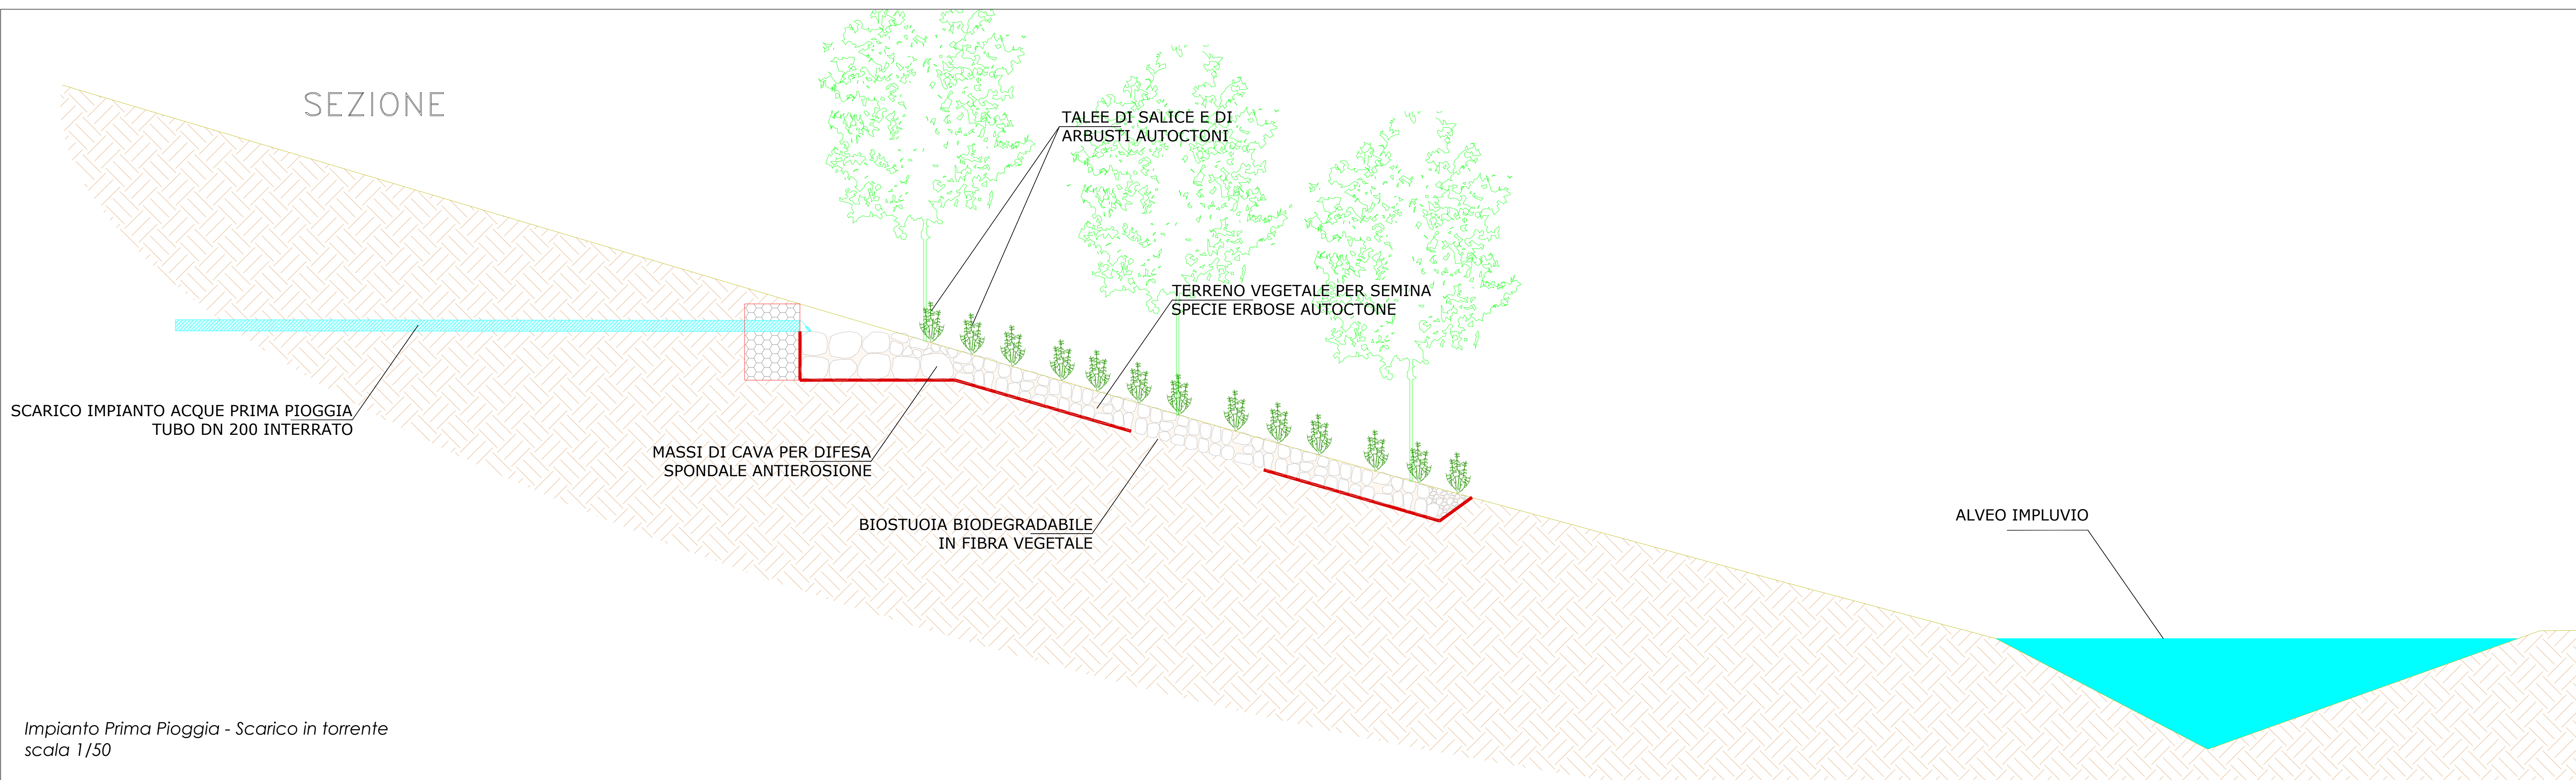 SEZIONE
TALEE DI SALICE E DI
ARBUSTI AUTOCTONI
TERRENO VEGETALE PER SEMINA
SPECIE ERBOSE AUTOCTONE
SCARICO IMPIANTO ACQUE PRIMA PIOGGIA
TUBO DN 200 INTERRATO
MASSI DI CAVA PER DIFESA
SPONDALE ANTIEROSIONE
BIOSTUOIA BIODEGRADABILE
IN FIBRA VEGETALE
ALVEO IMPLUVIO
Impianto Prima Pioggia - Scarico in torrente
scala 1/50